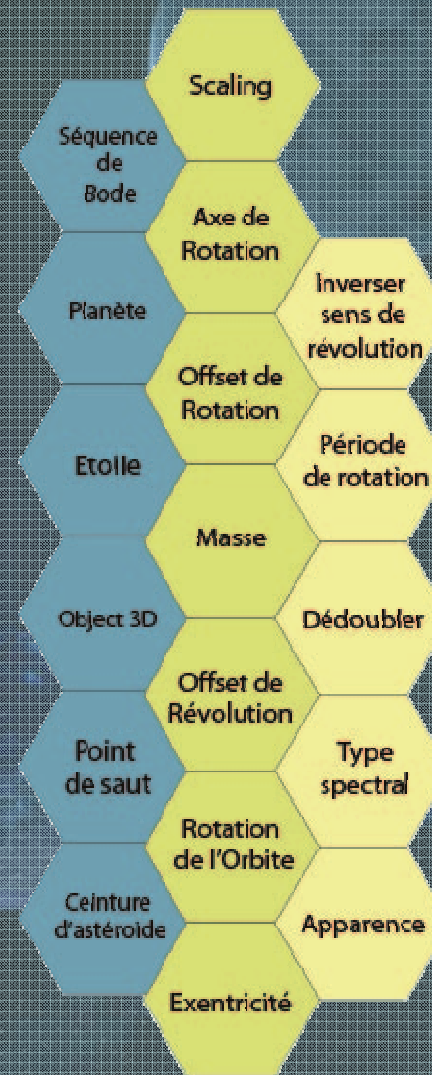 Scaling
Séquence
de
Bode
Axe de
Rotation
Inverser
sens de
révolution
Planète
Offset de
Rotation
Période
de rotation
Etoile
Masse
Object 3D
Dédoubler
Offset de
Révolution
Point
de saut
Type
spectral
Rotation
de l'Orbite
Ceinture
d'astéroide
Apparence
Exentricité